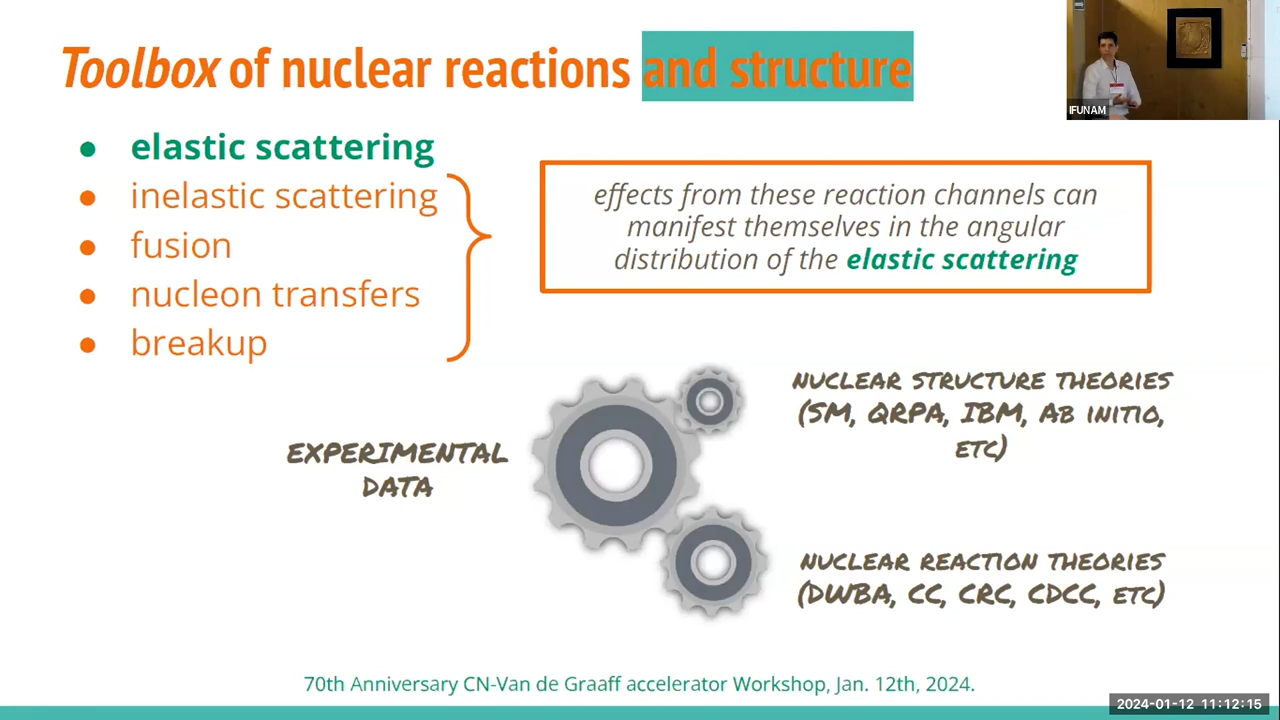 Toolbox of nuclear reactions and structure
IFUNAM
● elastic scattering
● inelastic scattering
● fusion
● nucleon transfers
● breakup
effects from these reaction channels can
manifest themselves in the angular
distribution of the elastic scattering
EXPERIMENTAL
DATA
NUCLEAR STRUCTURE THEORIES
(SM, QRPA, IBM, AB INITIO,
ETC)
NUCLEAR REACTION THEORIES
(DWBA, CC, CRC, CDCC, ETC)
70th Anniversary CN-Van de Graaff accelerator Workshop, Jan. 12th, 2024.
2024-01-12 11:12:15